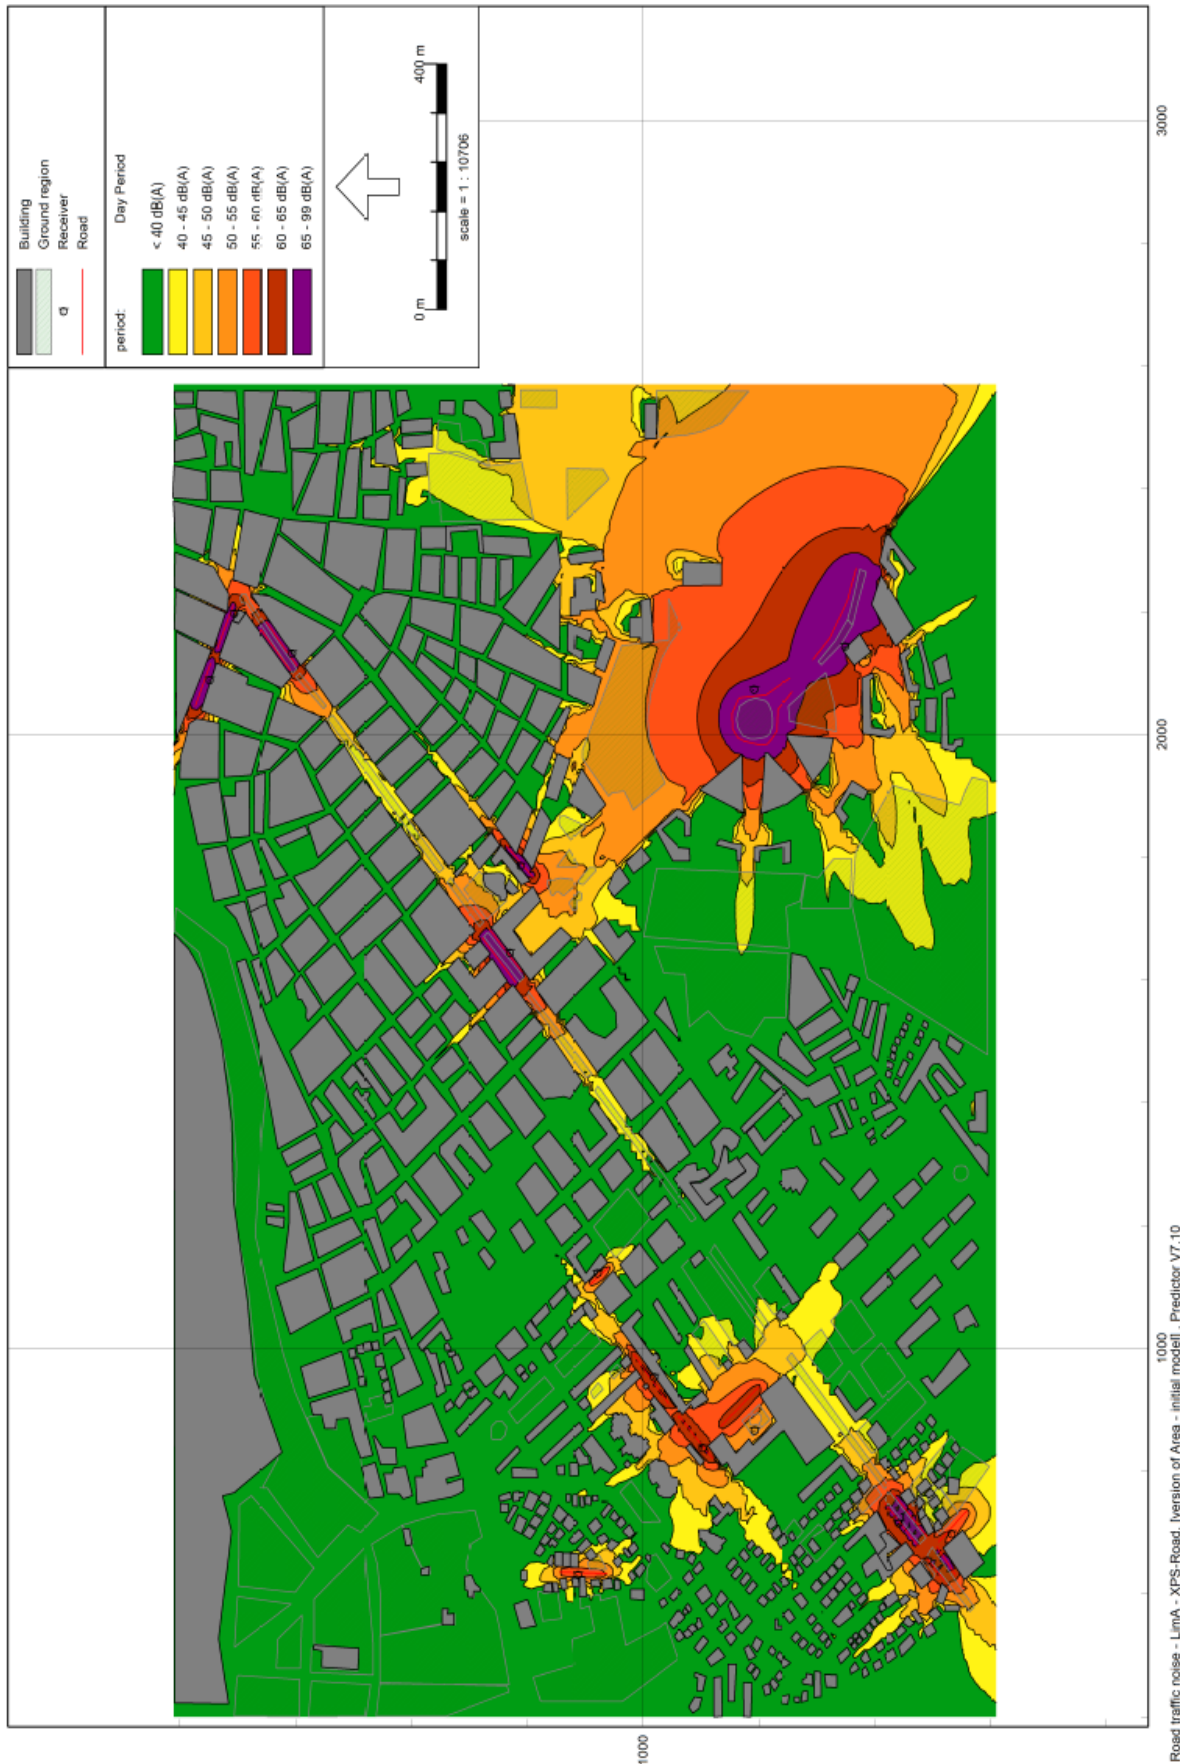 Building
Ground region
Receiver
Road
period:
Day Period
< 40 dB(A)
40 - 45 dB(A)
45 - 50 dB(A)
50 - 55 dB(A)
55 - 60 dB(A)
60 - 65 dB(A)
65 - 99 dB(A)
0 m
400 m
scale = 1 : 10706
1000
2000
3000
1000
Road traffic noise - LimA - XPS-Road, [version of Area - initial modell , Predictor V7.10